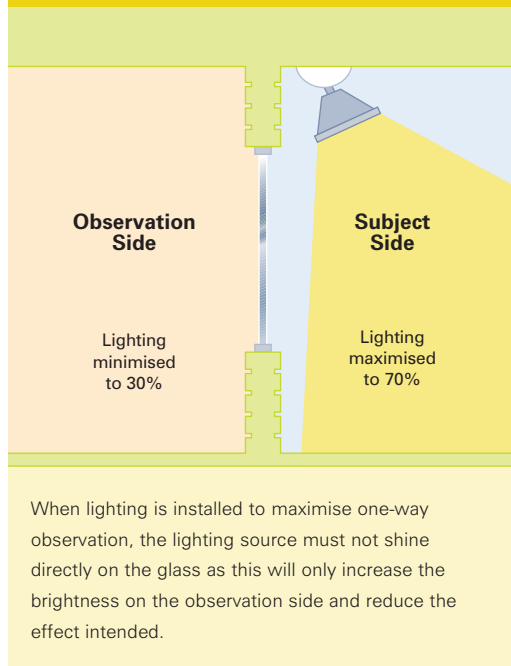 Observation
Side
Subject
Side
Lighting
minimised
to 30%
Lighting
maximised
to 70%
When lighting is installed to maximise one-way
observation, the lighting source must not shine
directly on the glass as this will only increase the
brightness on the observation side and reduce the
effect intended.